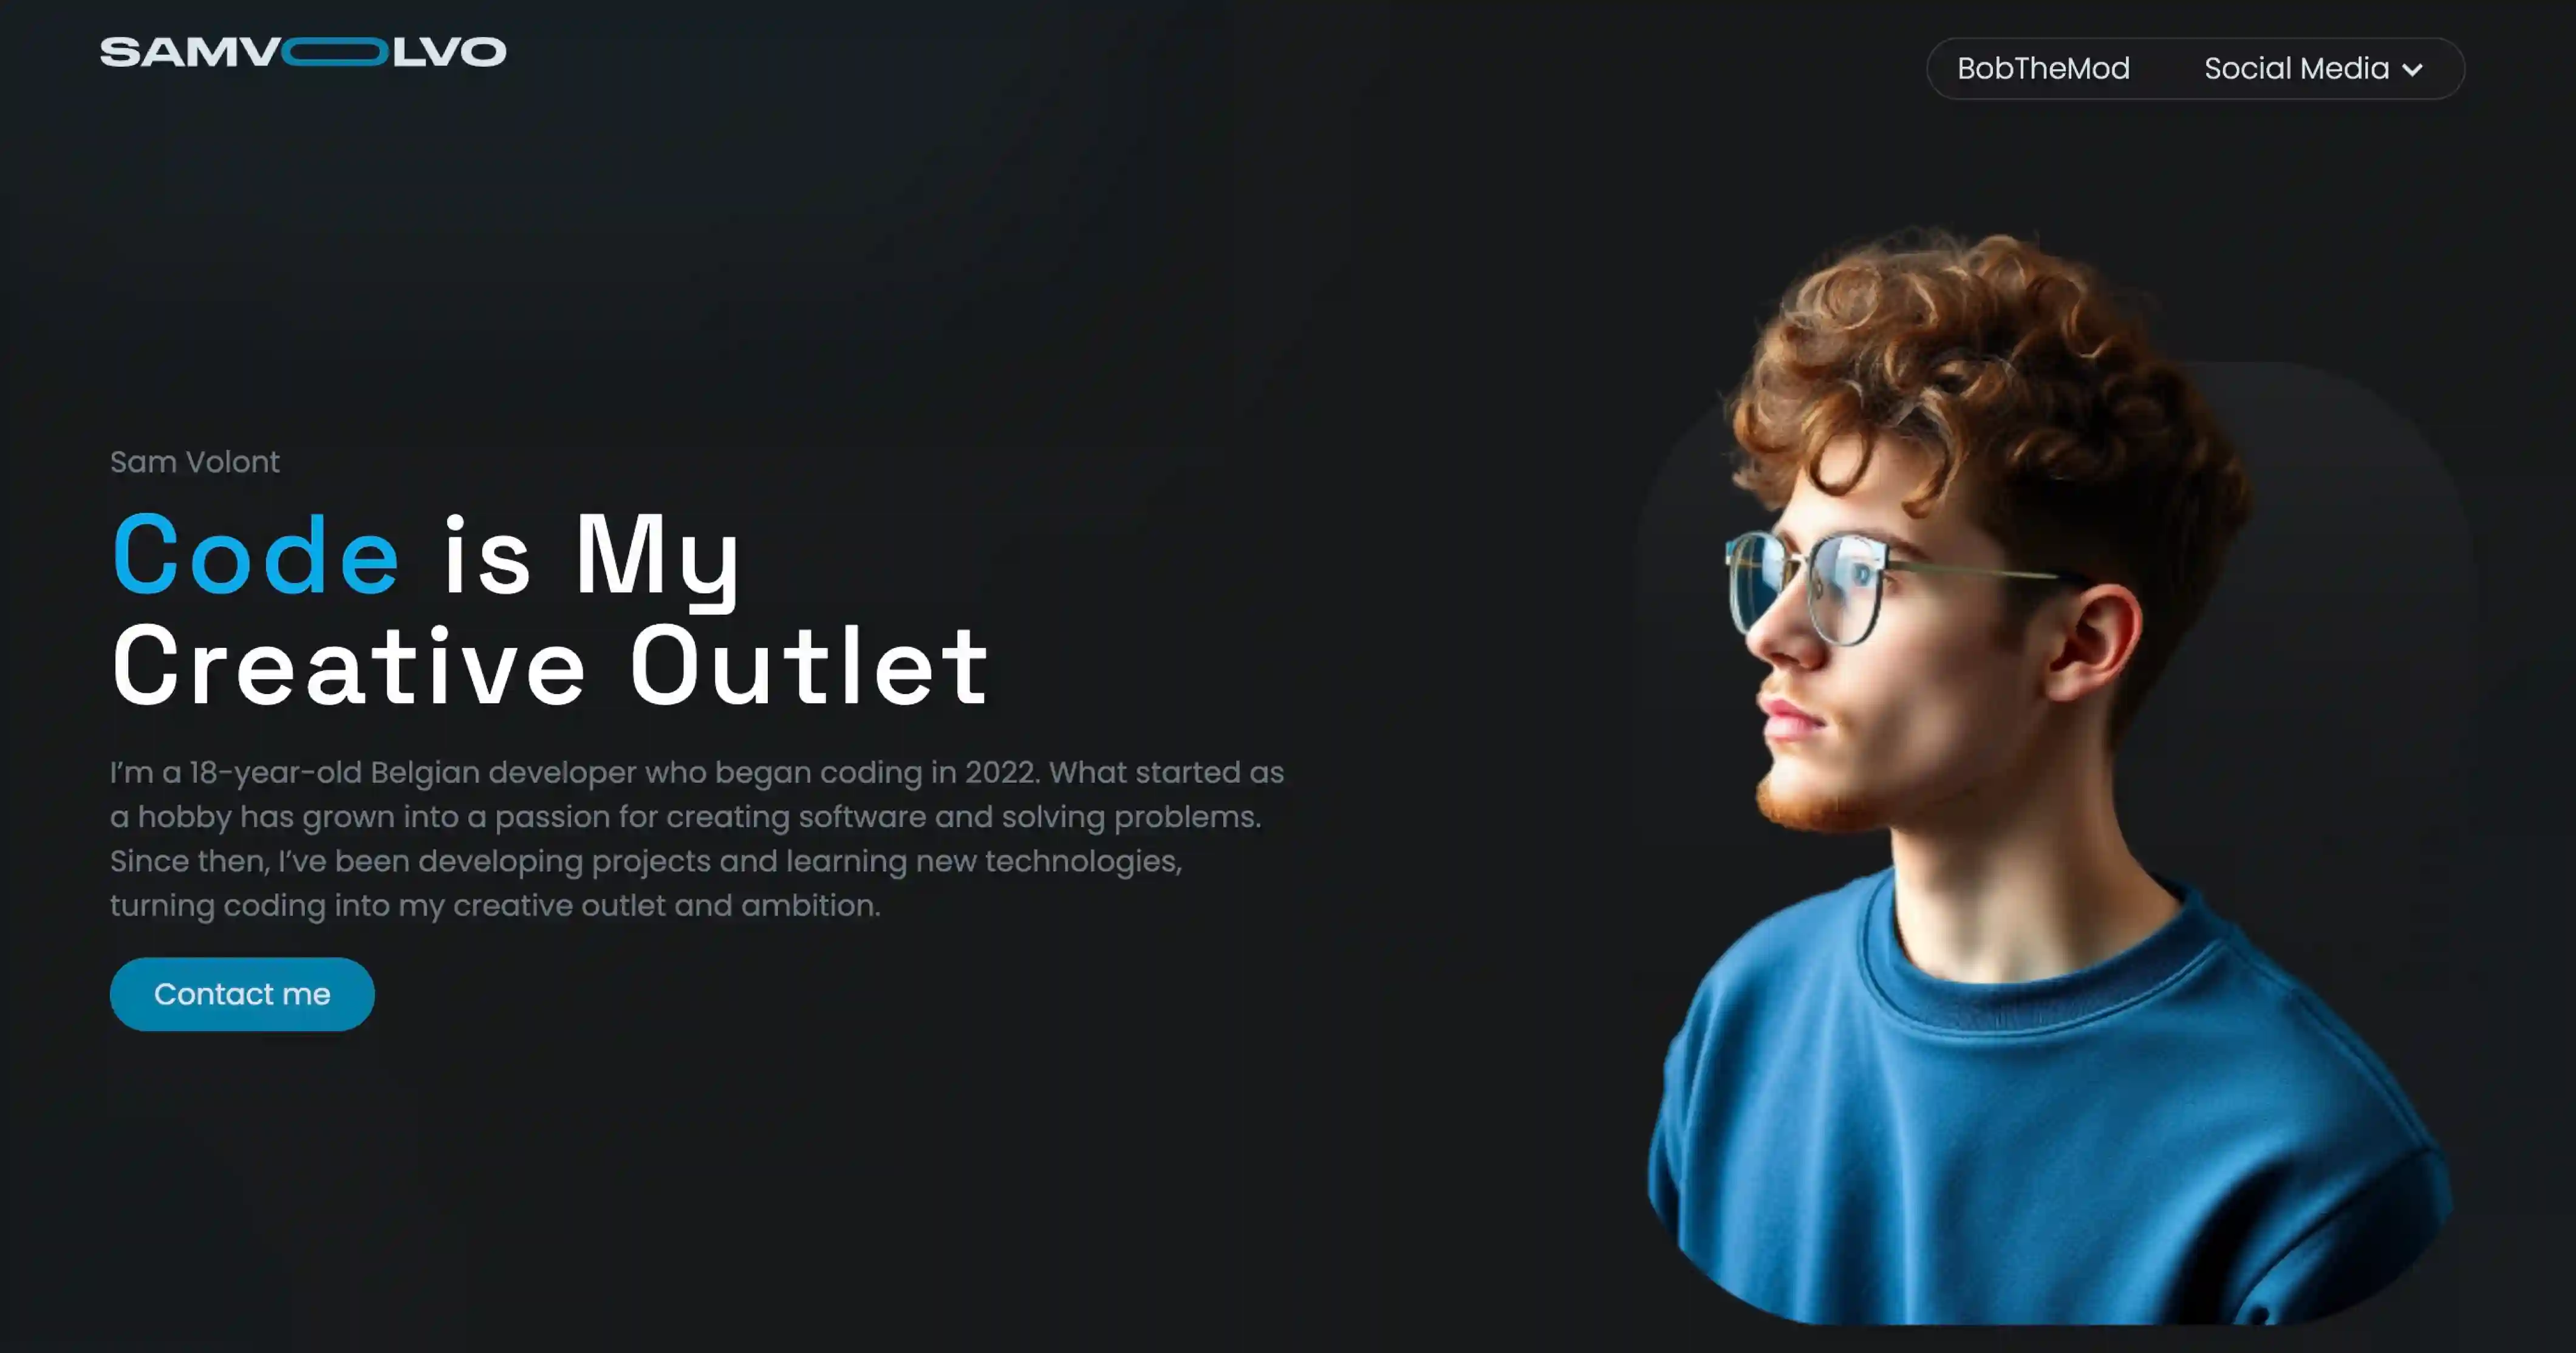 SAMVOLVO
BobTheMod
Social Media
Sam Volont
Code is My
Creative Outlet
I’m a 18-year-old Belgian developer who began coding in 2022. What started as
a hobby has grown into a passion for creating software and solving problems.
Since then, I’ve been developing projects and learning new technologies,
turning coding into my creative outlet and ambition.
Contact me